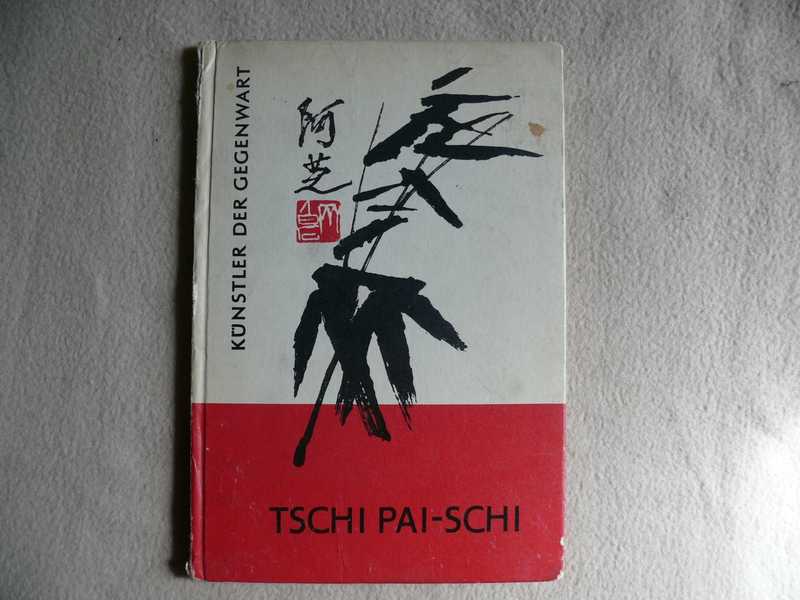 KÜNSTLER DER GEGENWART
阿芝
TSCHI PAI-SCHI